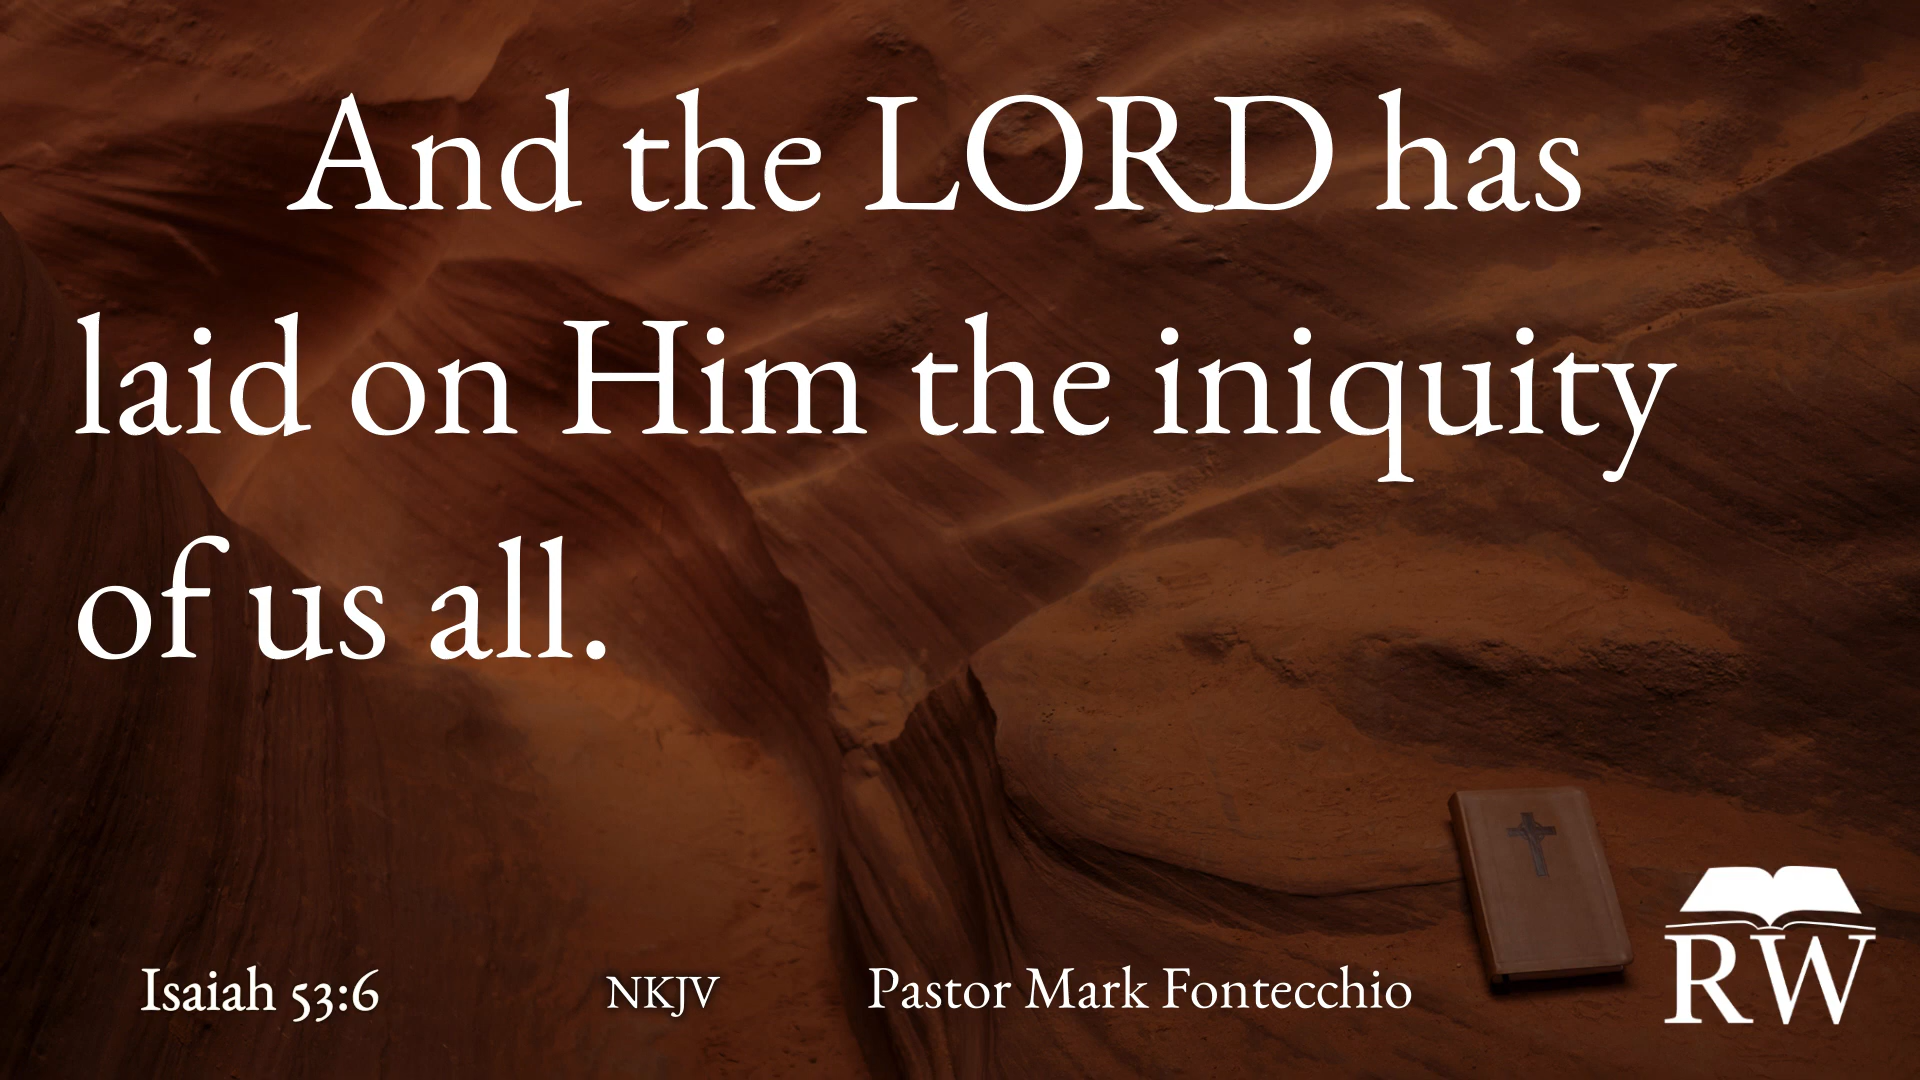 And the LORD has
laid on Him the iniquity
of us all.
Isaiah 53:6 NKJV Pastor Mark Fontecchio
RW